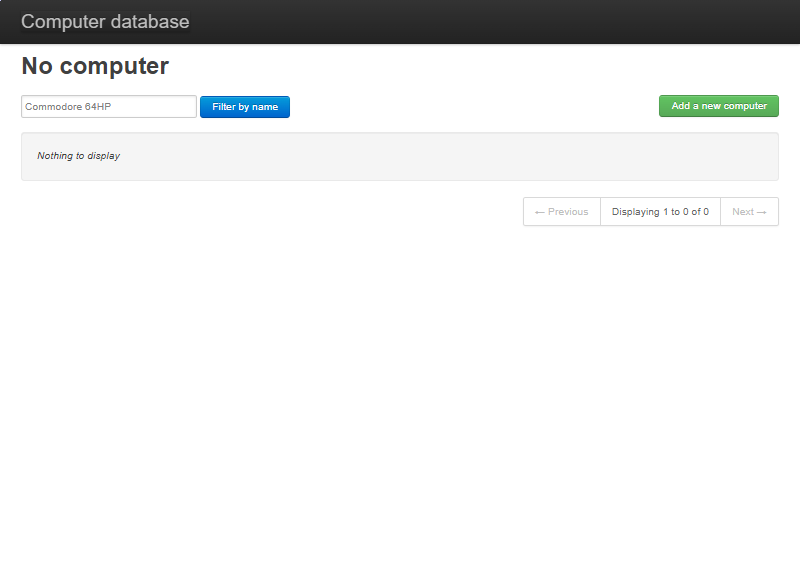 Computer database
No computer
Commodore 64HP Filter by name Add a new computer
Nothing to display
← Previous Displaying 1 to 0 of 0 Next →